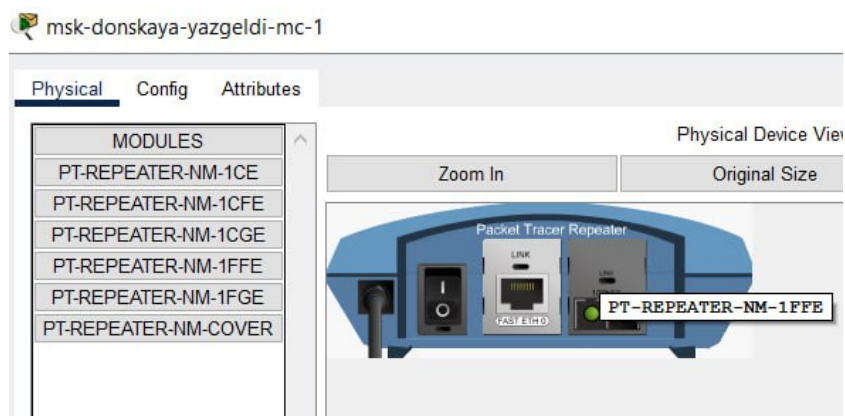 msk-donskaya-yazgeldi-mc-1
Physical Config Attributes
MODULES
PT-REPEATER-NM-1CE
PT-REPEATER-NM-1CFE
PT-REPEATER-NM-1CGE
PT-REPEATER-NM-1FFE
PT-REPEATER-NM-1FGE
PT-REPEATER-NM-COVER
Physical Device Viev
Zoom In Original Size
Packet Tracer Repeater
LINK
LINK
FAST ETH 0
PT-REPEATER-NM-1FFE